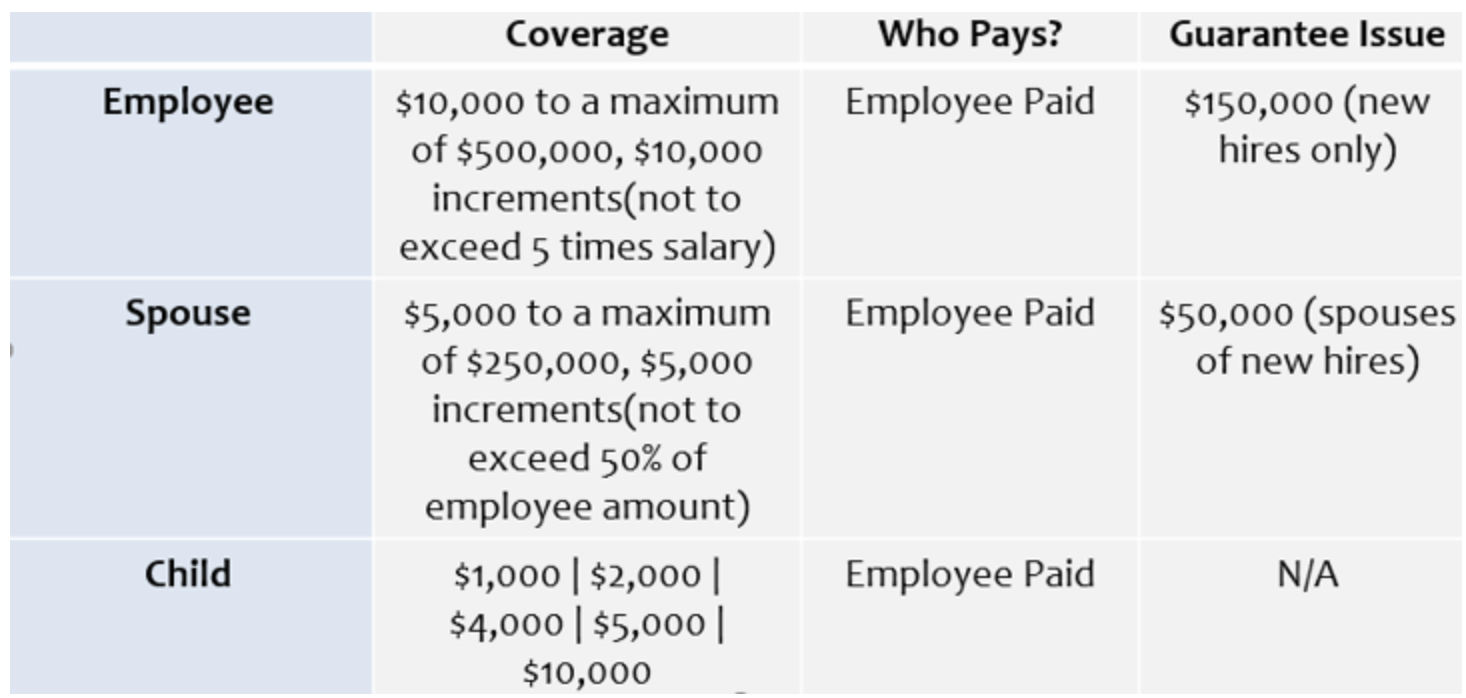 Coverage Who Pays? Guarantee Issue
Employee $10,000 to a maximum Employee Paid $150,000 (new
of $500,000, $10,000 hires only)
increments(not to
exceed 5 times salary)
Spouse $5,000 to a maximum Employee Paid $50,000 (spouses
of $250,000, $5,000 of new hires)
increments(not to
exceed 50% of
employee amount)
Child $1,000 | $2,000 | Employee Paid N/A
$4,000 | $5,000 |
$10,000